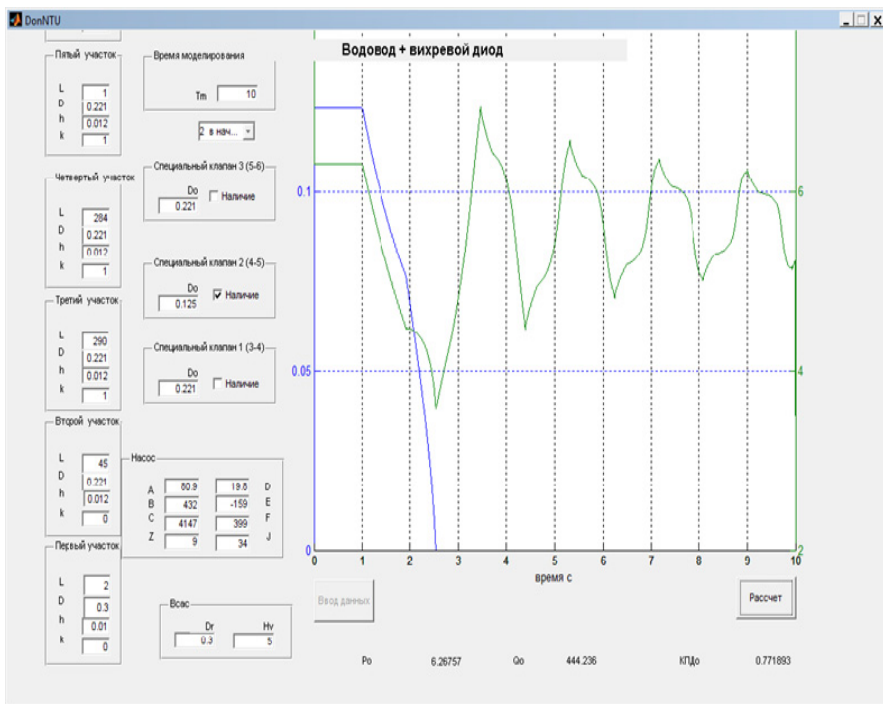 DonNTU
Водовод + вихревой диод
Пятый участок
L 1
D 0.221
h 0.012
k 1
Время моделирования
Tm 10
2 в нач...
Четвертый участок
L 284
D 0.221
h 0.012
k 1
Специальный клапан 3 (5-6)
Do
0.221 Наличие
Специальный клапан 2 (4-5)
Do
0.125 Наличие
Третий участок
L 290
D 0.221
h 0.012
k 1
Специальный клапан 1 (3-4)
Do
0.221 Наличие
Второй участок
L 45
D 0.221
h 0.012
k 0
Насос
A 80.9 19.8 D
B 432 -159 E
C 4147 399 F
Z 9 34 J
Первый участок
L 2
D 0.3
h 0.01
k 0
Всас
Dr Hv
0.3 5
0.1 6
0.05 4
0 2
0 1 2 3 4 5 6 7 8 9 10
время с
Ввод данных
Рассчет
Po 6.26757 Qo 444.236 КПДо 0.771893